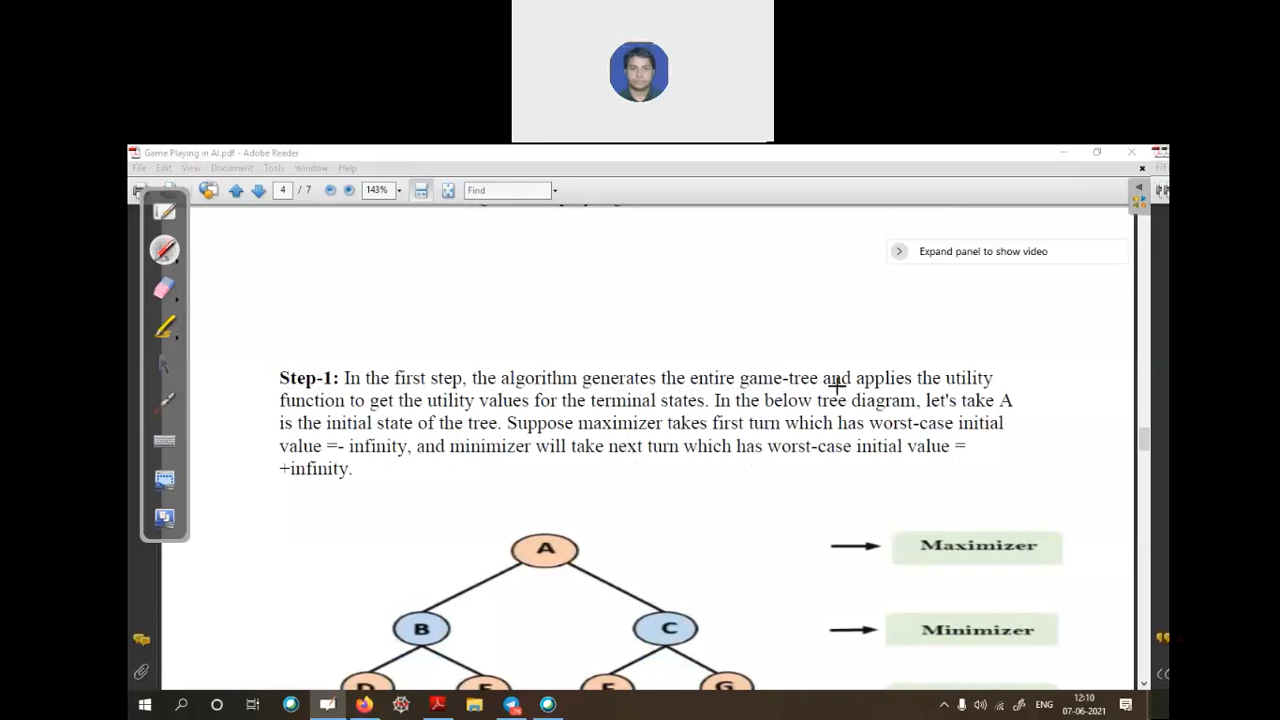 Game Playing in AI.pdf - Adobe Reader
File Edit View Document Tools Window Help
4 / 7 143% Find
Expand panel to show video
Step-1: In the first step, the algorithm generates the entire game-tree and applies the utility
function to get the utility values for the terminal states. In the below tree diagram, let's take A
is the initial state of the tree. Suppose maximizer takes first turn which has worst-case initial
value =- infinity, and minimizer will take next turn which has worst-case initial value =
+infinity.
A Maximizer
B C Minimizer
D E F G
ENG 12:10
07-06-2021